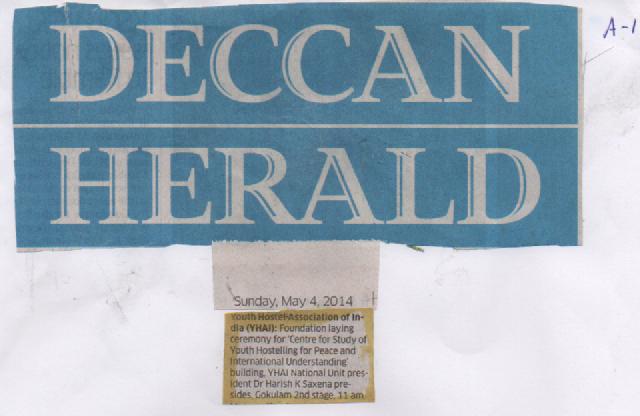 DECCAN
HERALD
A-1
Sunday, May 4, 2014
Youth Hostel Association of In-
dia (YHAI): Foundation laying
ceremony for 'Centre for Study of
Youth Hostelling for Peace and
International Understanding'
building, YHAI National Unit pres-
ident Dr Harish K Saxena pre-
sides, Gokulam 2nd stage, 11 am